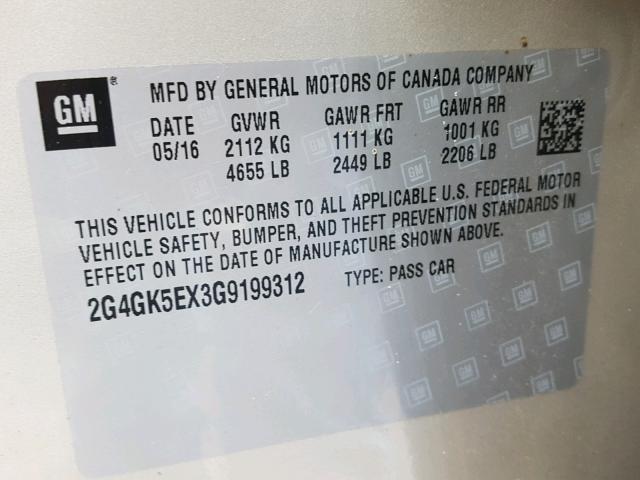 GM
MFD BY GENERAL MOTORS OF CANADA COMPANY
DATE GVWR GAWR FRT GAWR RR
05/16 2112 KG 1111 KG 1001 KG
4655 LB 2449 LB 2206 LB
THIS VEHICLE CONFORMS TO ALL APPLICABLE U.S. FEDERAL MOTOR
VEHICLE SAFETY, BUMPER, AND THEFT PREVENTION STANDARDS IN
EFFECT ON THE DATE OF MANUFACTURE SHOWN ABOVE.
2G4GK5EX3G9199312 TYPE: PASS CAR